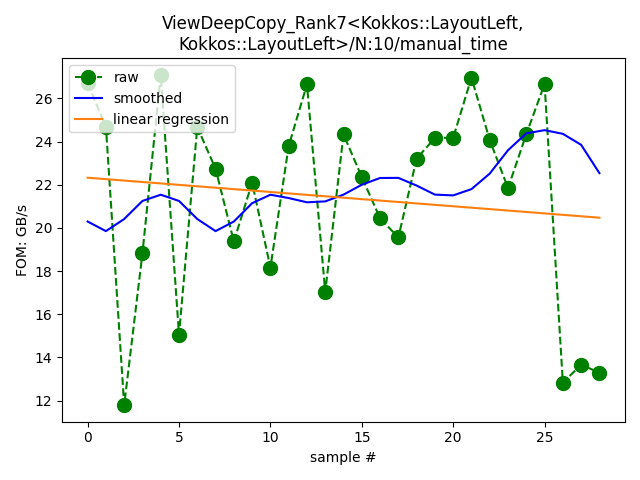 ViewDeepCopy_Rank7<Kokkos::LayoutLeft,
Kokkos::LayoutLeft>/N:10/manual_time
raw
smoothed
linear regression
FOM: GB/s
26
24
22
20
18
16
14
12
0
5
10
15
20
25
sample #